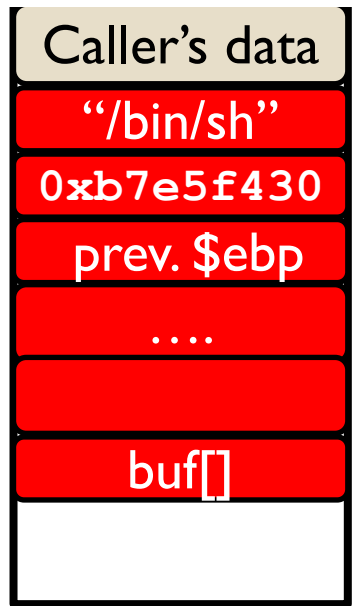 Caller’s data
“/bin/sh”
0xb7e5f430
prev. $ebp
....
buf[]